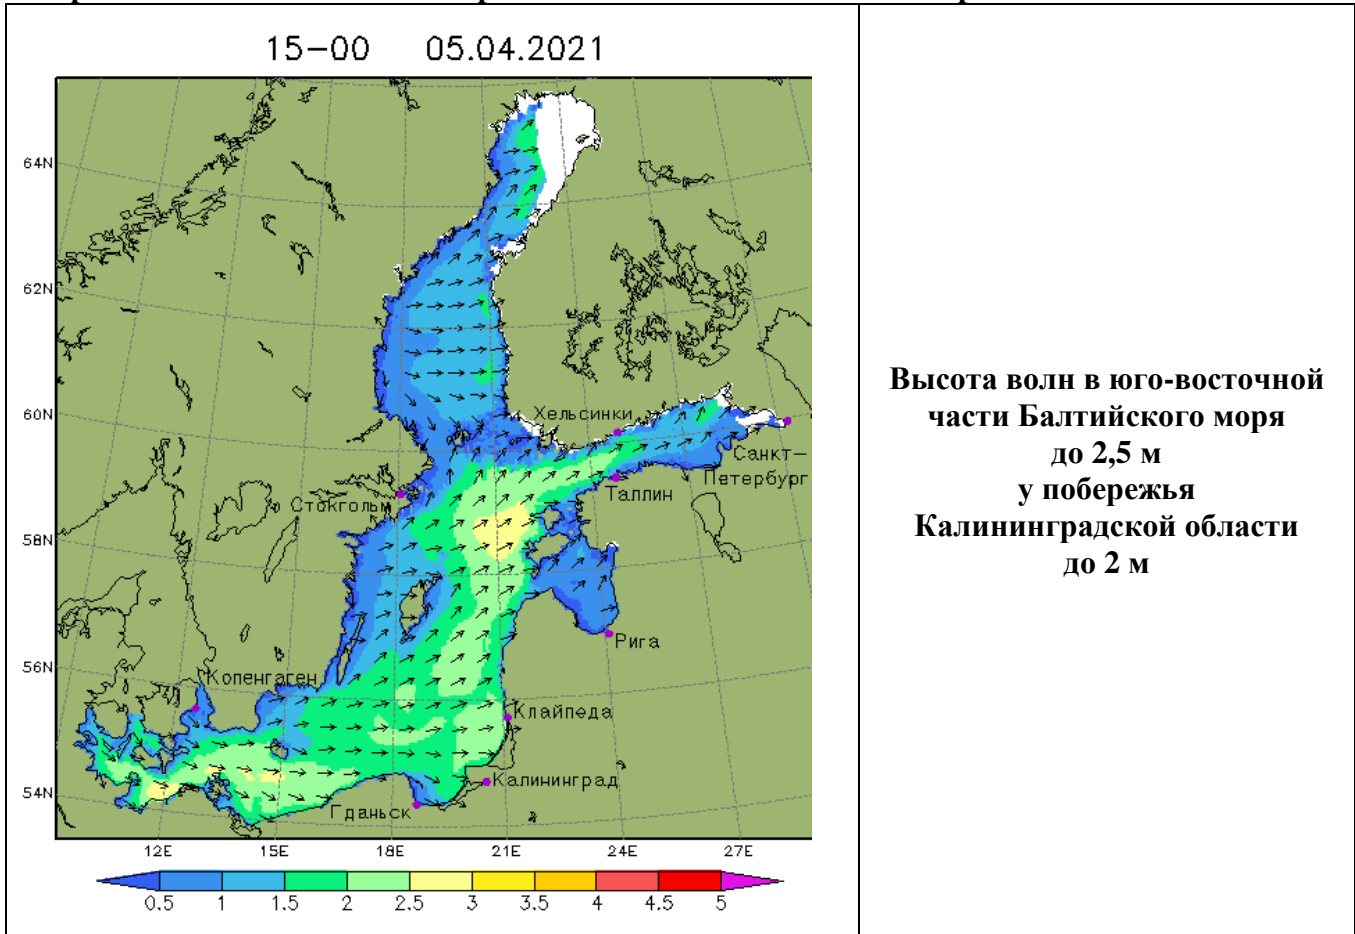 15-00 05.04.2021
64N
62N
60N
58N
56N
54N
Хельсинки
Санкт-
Петербург
Таллин
Стокгольм
Рига
Копенгаген
Клайпеда
Калининград
Гданьск
12E 15E 18E 21E 24E 27E
0.5 1 1.5 2 2.5 3 3.5 4 4.5 5
Высота волн в юго-восточной
части Балтийского моря
до 2,5 м
у побережья
Калининградской области
до 2 м